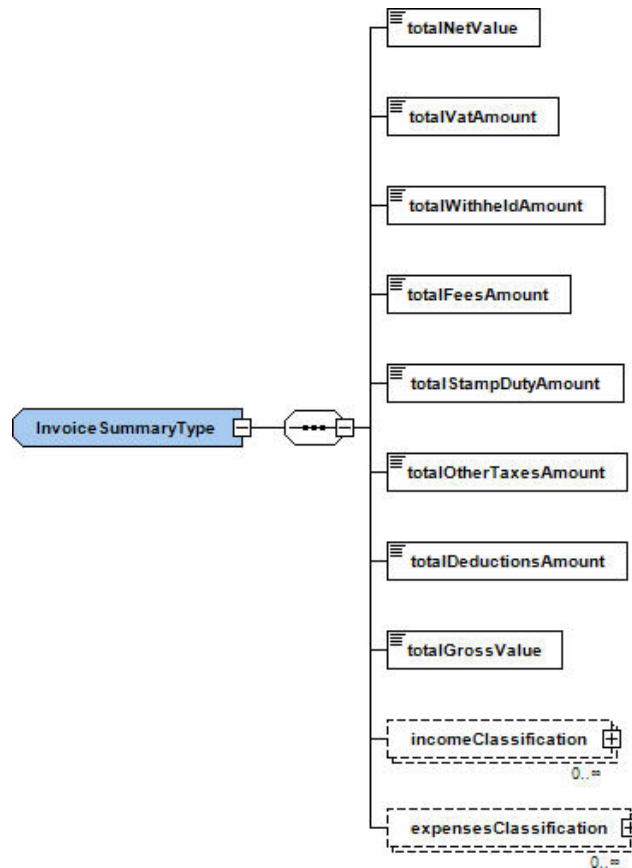 totalNetValue
totalVatAmount
totalWithheldAmount
totalFeesAmount
totalStampDutyAmount
InvoiceSummaryType
totalOtherTaxesAmount
totalDeductionsAmount
totalGrossValue
incomeClassification
0..∞
expensesClassification
0..∞